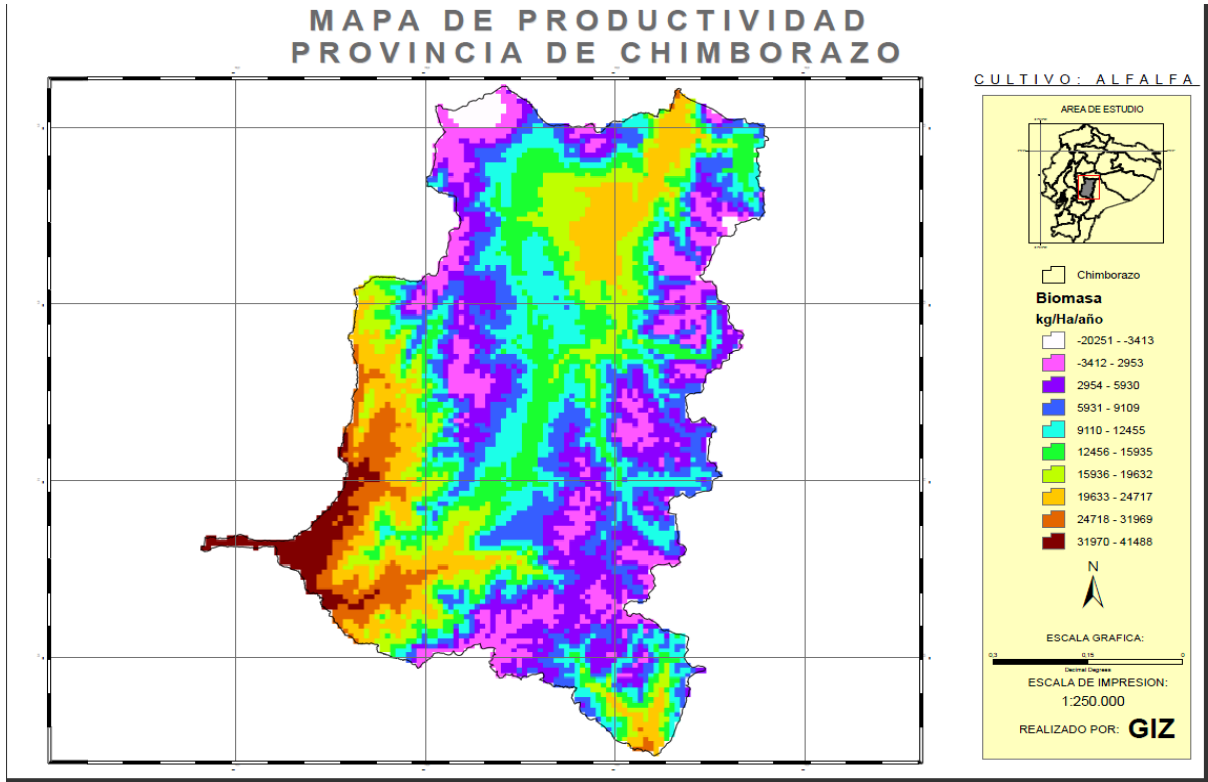 MAPA DE PRODUCTIVIDAD
PROVINCIA DE CHIMBORAZO
CULTIVO: ALFALFA
AREA DE ESTUDIO
Chimborazo
Biomasa
kg/Ha/año
-20251 - -3413
-3412 - 2953
2954 - 5930
5931 - 9109
9110 - 12455
12456 - 15935
15936 - 19632
19633 - 24717
24718 - 31969
31970 - 41488
N
ESCALA GRAFICA:
0.3 0.15 0
Decimal Degrees
ESCALA DE IMPRESION:
1:250.000
REALIZADO POR: GIZ